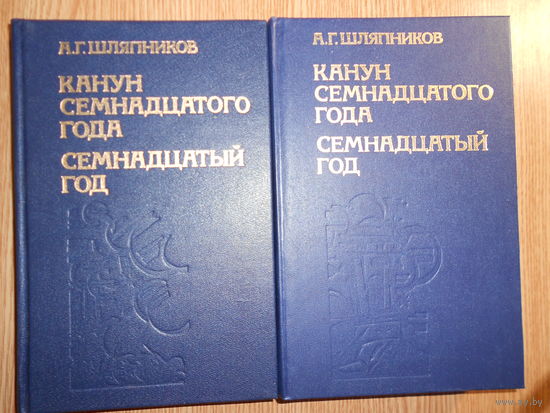 А.Г. ШЛЯПНИКОВ
КАНУН
СЕМНАДЦАТОГО
ГОДА
СЕМНАДЦАТЫЙ
ГОД
А.Г. ШЛЯПНИКОВ
КАНУН
СЕМНАДЦАТОГО
ГОДА
СЕМНАДЦАТЫЙ
ГОД